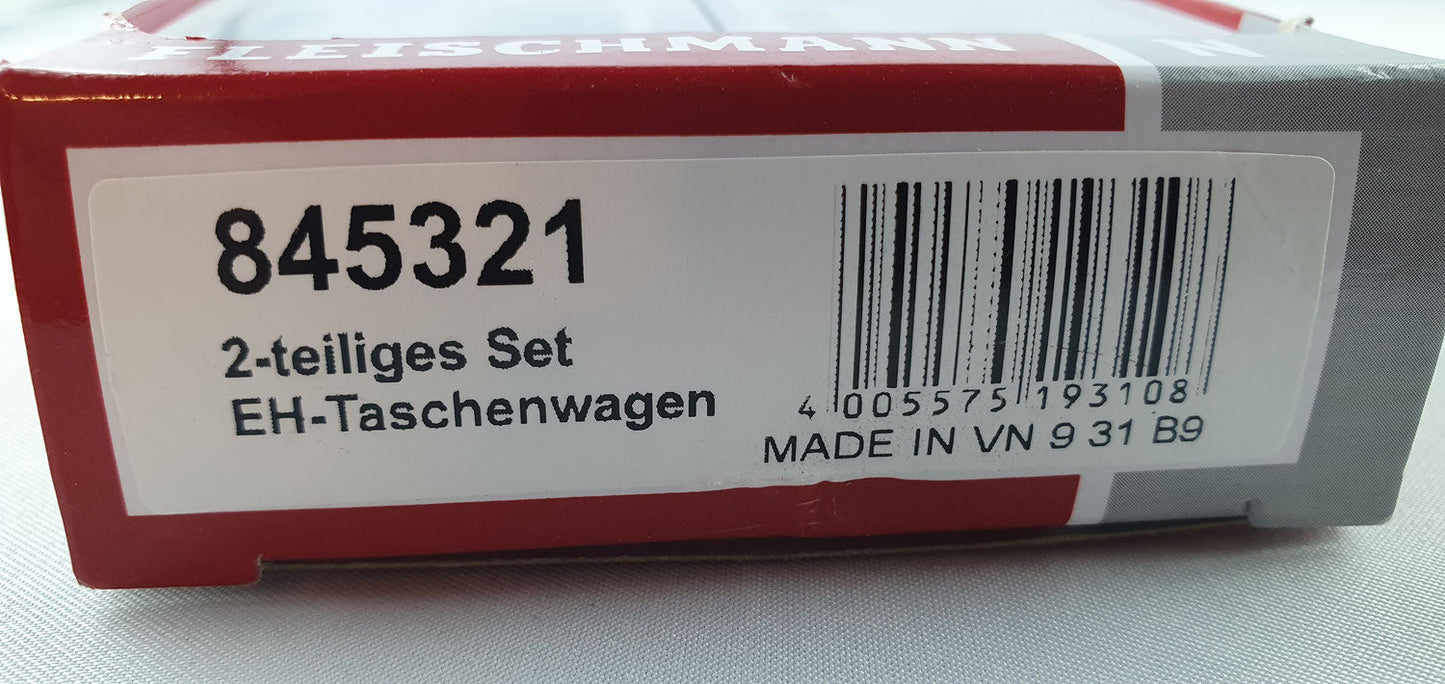 FLEISCHMANN N
845321
2-teiliges Set
EH-Taschenwagen
4 005575 193108
MADE IN VN 9 31 B9